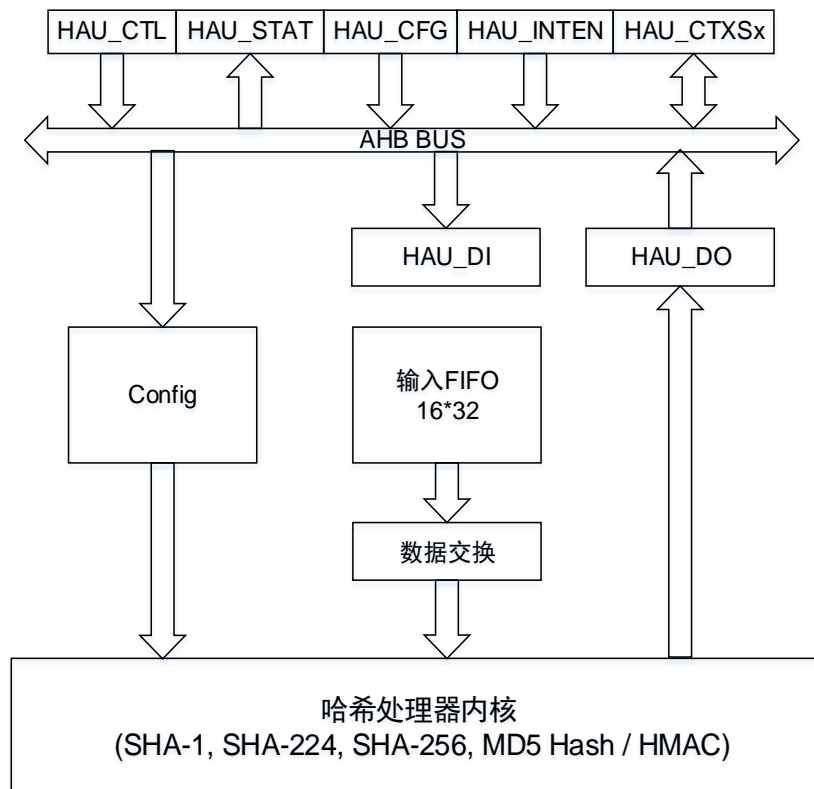 HAU_CTL HAU_STAT HAU_CFG HAU_INTEN HAU_CTXSx
AHB BUS
HAU_DI HAU_DO
Config
输入FIFO
16*32
数据交换
哈希处理器内核
(SHA-1, SHA-224, SHA-256, MD5 Hash / HMAC)